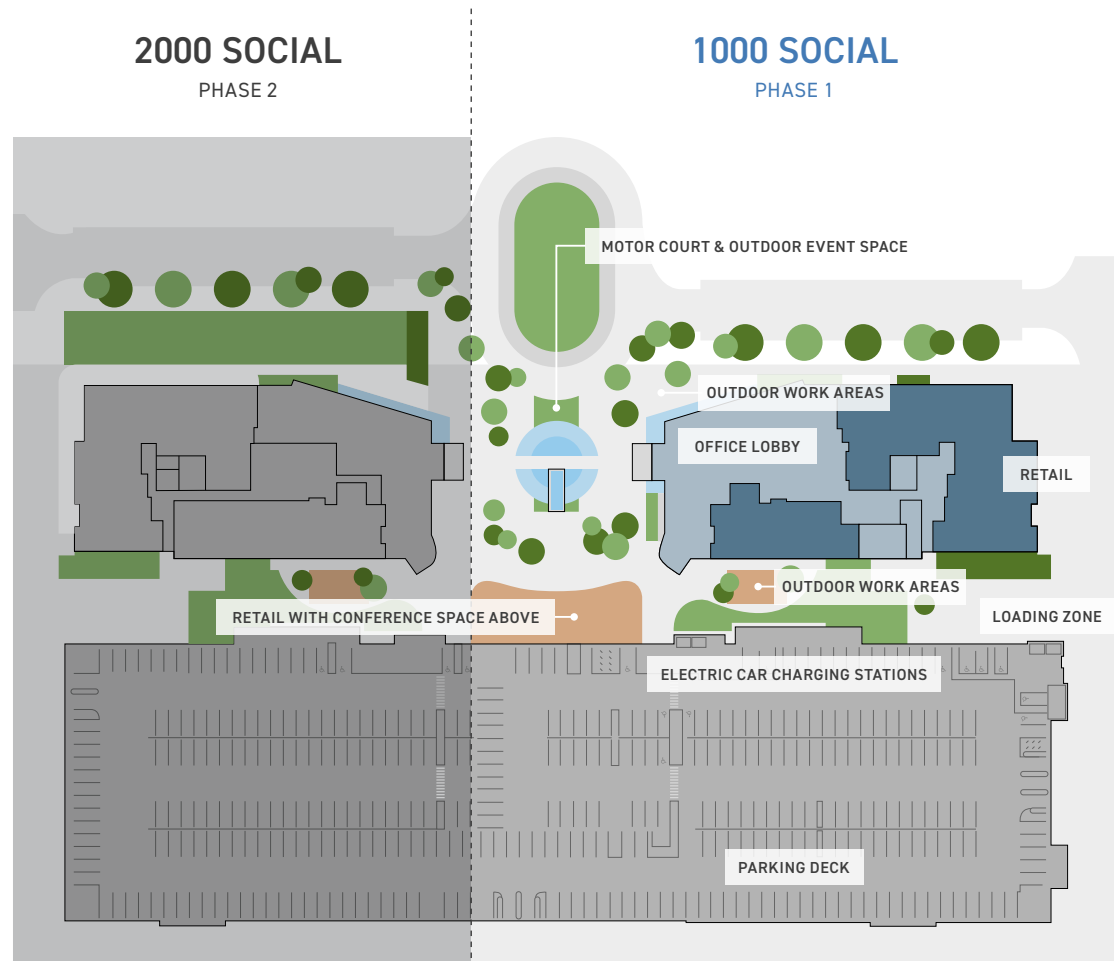 2000 SOCIAL
PHASE 2
1000 SOCIAL
PHASE 1
MOTOR COURT & OUTDOOR EVENT SPACE
OUTDOOR WORK AREAS
OFFICE LOBBY
RETAIL
OUTDOOR WORK AREAS
RETAIL WITH CONFERENCE SPACE ABOVE
LOADING ZONE
ELECTRIC CAR CHARGING STATIONS
PARKING DECK